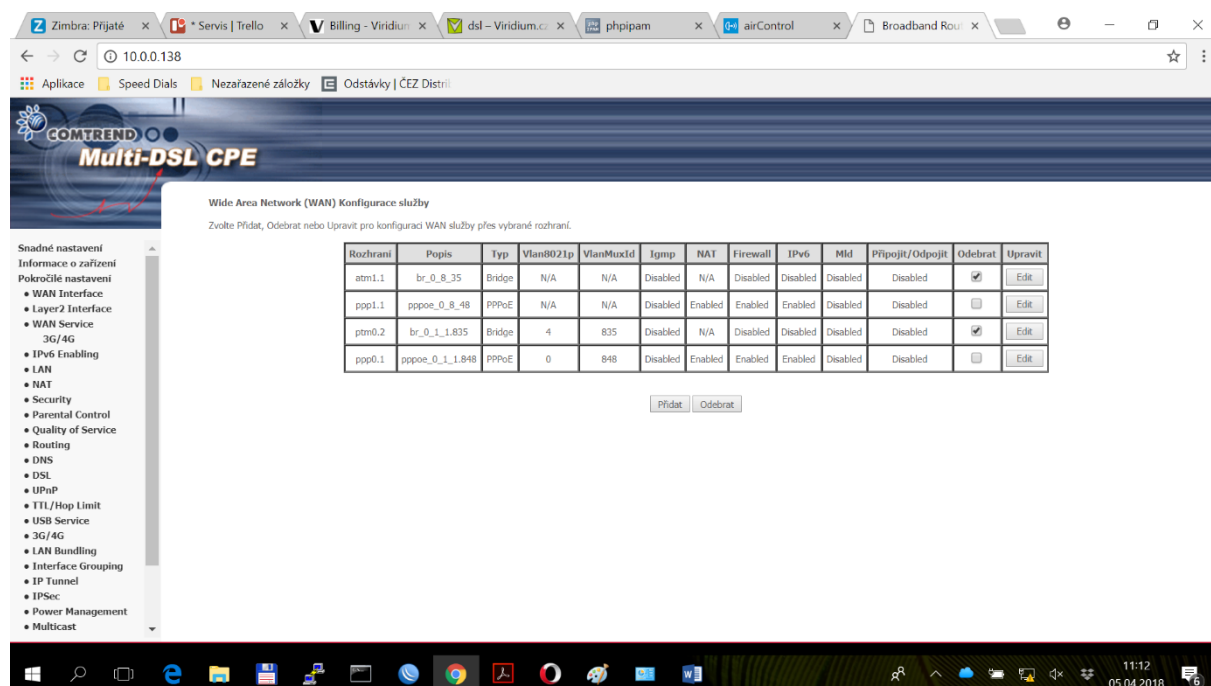 Zimbra: Přijaté
* Servis | Trello
Billing - Viridium
dsl – Viridium.cz
phpipam
airControl
Broadband Rou
10.0.0.138
Aplikace Speed Dials Nezařazené záložky Odstávky | ČEZ Distri
COMTREND
Multi-DSL CPE
Wide Area Network (WAN) Konfigurace služby
Zvolte Přidat, Odebrat nebo Upravit pro konfiguraci WAN služby přes vybrané rozhraní.
Rozhraní Popis Typ Vlan8021p VlanMuxId Igmp NAT Firewall IPv6 Mld Připojit/Odpojit Odebrat Upravit
atm1.1 br_0_8_35 Bridge N/A N/A Disabled N/A Disabled Disabled Disabled Disabled Edit
ppp1.1 pppoe_0_8_48 PPPoE N/A N/A Disabled Enabled Enabled Enabled Disabled Disabled Edit
ptm0.2 br_0_1_1.835 Bridge 4 835 Disabled N/A Disabled Disabled Disabled Disabled Edit
ppp0.1 pppoe_0_1_1.848 PPPoE 0 848 Disabled Enabled Enabled Enabled Disabled Disabled Edit
Přidat Odebrat
Snadné nastavení
Informace o zařízení
Pokročilé nastavení
• WAN Interface
• Layer2 Interface
• WAN Service
3G/4G
• IPv6 Enabling
• LAN
• NAT
• Security
• Parental Control
• Quality of Service
• Routing
• DNS
• DSL
• UPnP
• TTL/Hop Limit
• USB Service
• 3G/4G
• LAN Bundling
• Interface Grouping
• IP Tunnel
• IPSec
• Power Management
• Multicast
11:12
05.04.2018